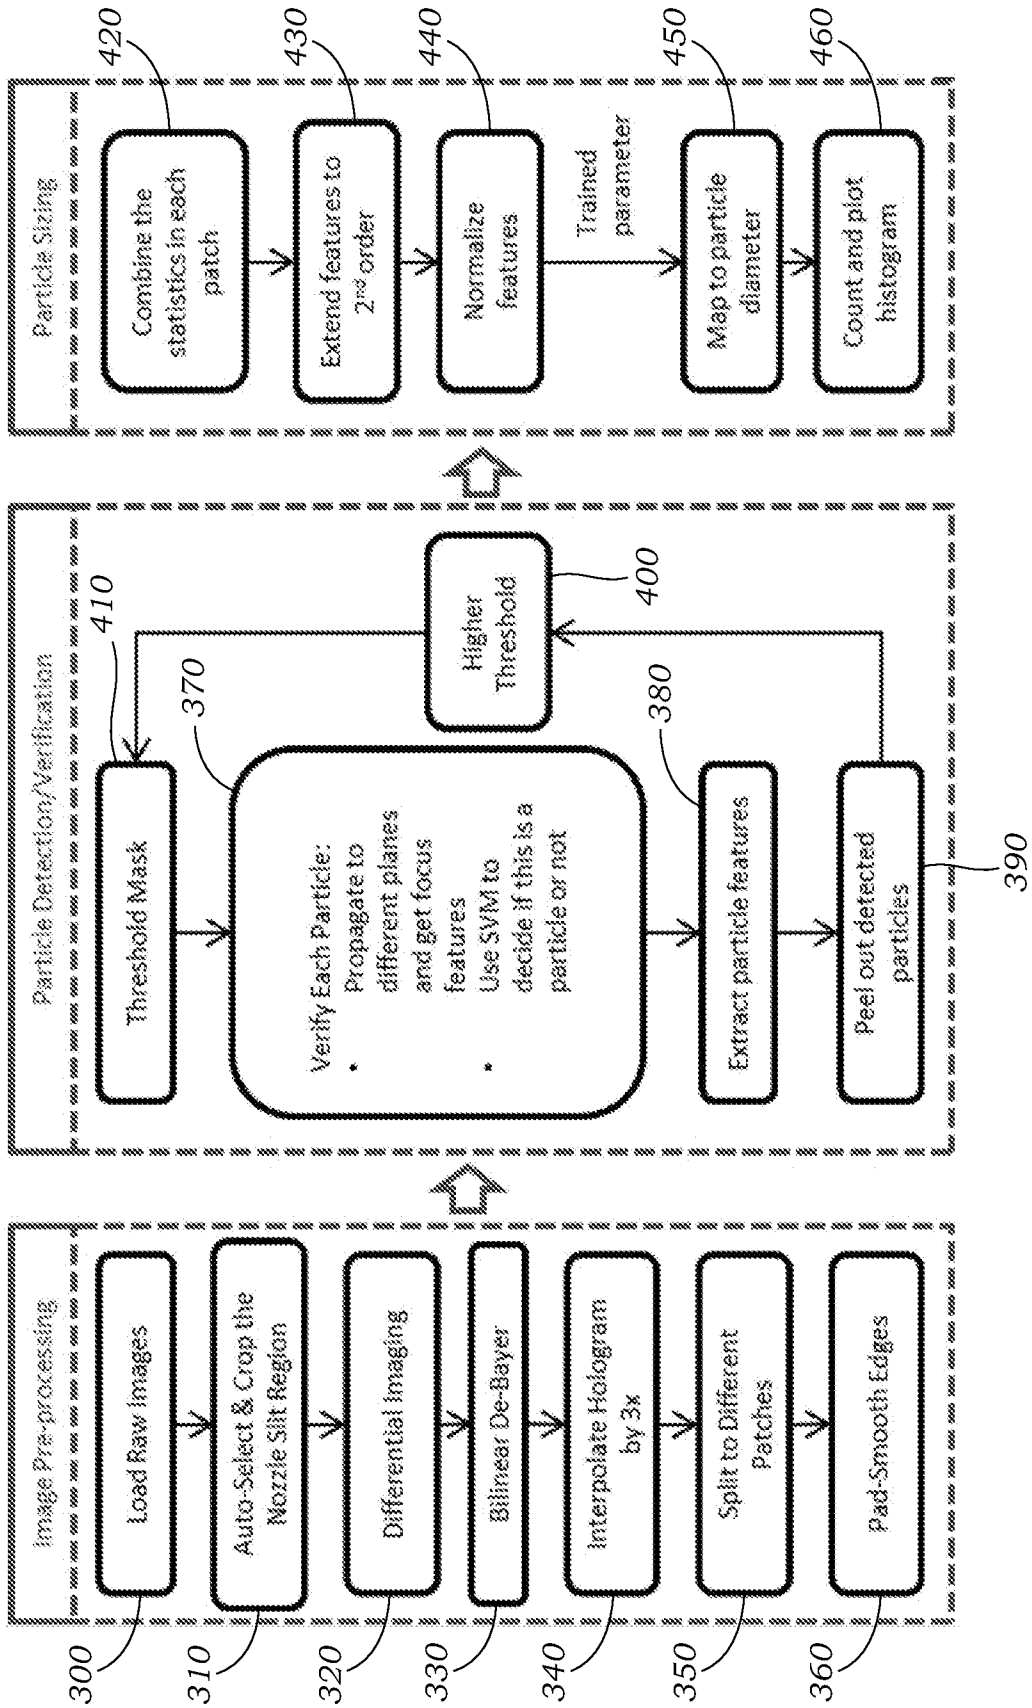 Image Pre-processing
300
Load Raw Images
310
Auto-Select & Crop the
Nozzle Slit Region
320
Differential Imaging
330
Bilinear De-Bayer
340
Interpolate Hologram
by 3x
350
Split to Different
Patches
360
Pad-Smooth Edges
Particle Detection/Verification
410
Threshold Mask
370
Verify Each Particle:
• Propagate to
different planes
and get focus
features
• Use SVM to
decide if this is a
particle or not
380
Extract particle features
Peel out detected
particles
390
Higher
Threshold
400
Particle Sizing
420
Combine the
statistics in each
patch
430
Extend features to
2nd order
440
Normalize
features
Trained
parameter
450
Map to particle
diameter
460
Count and plot
histogram